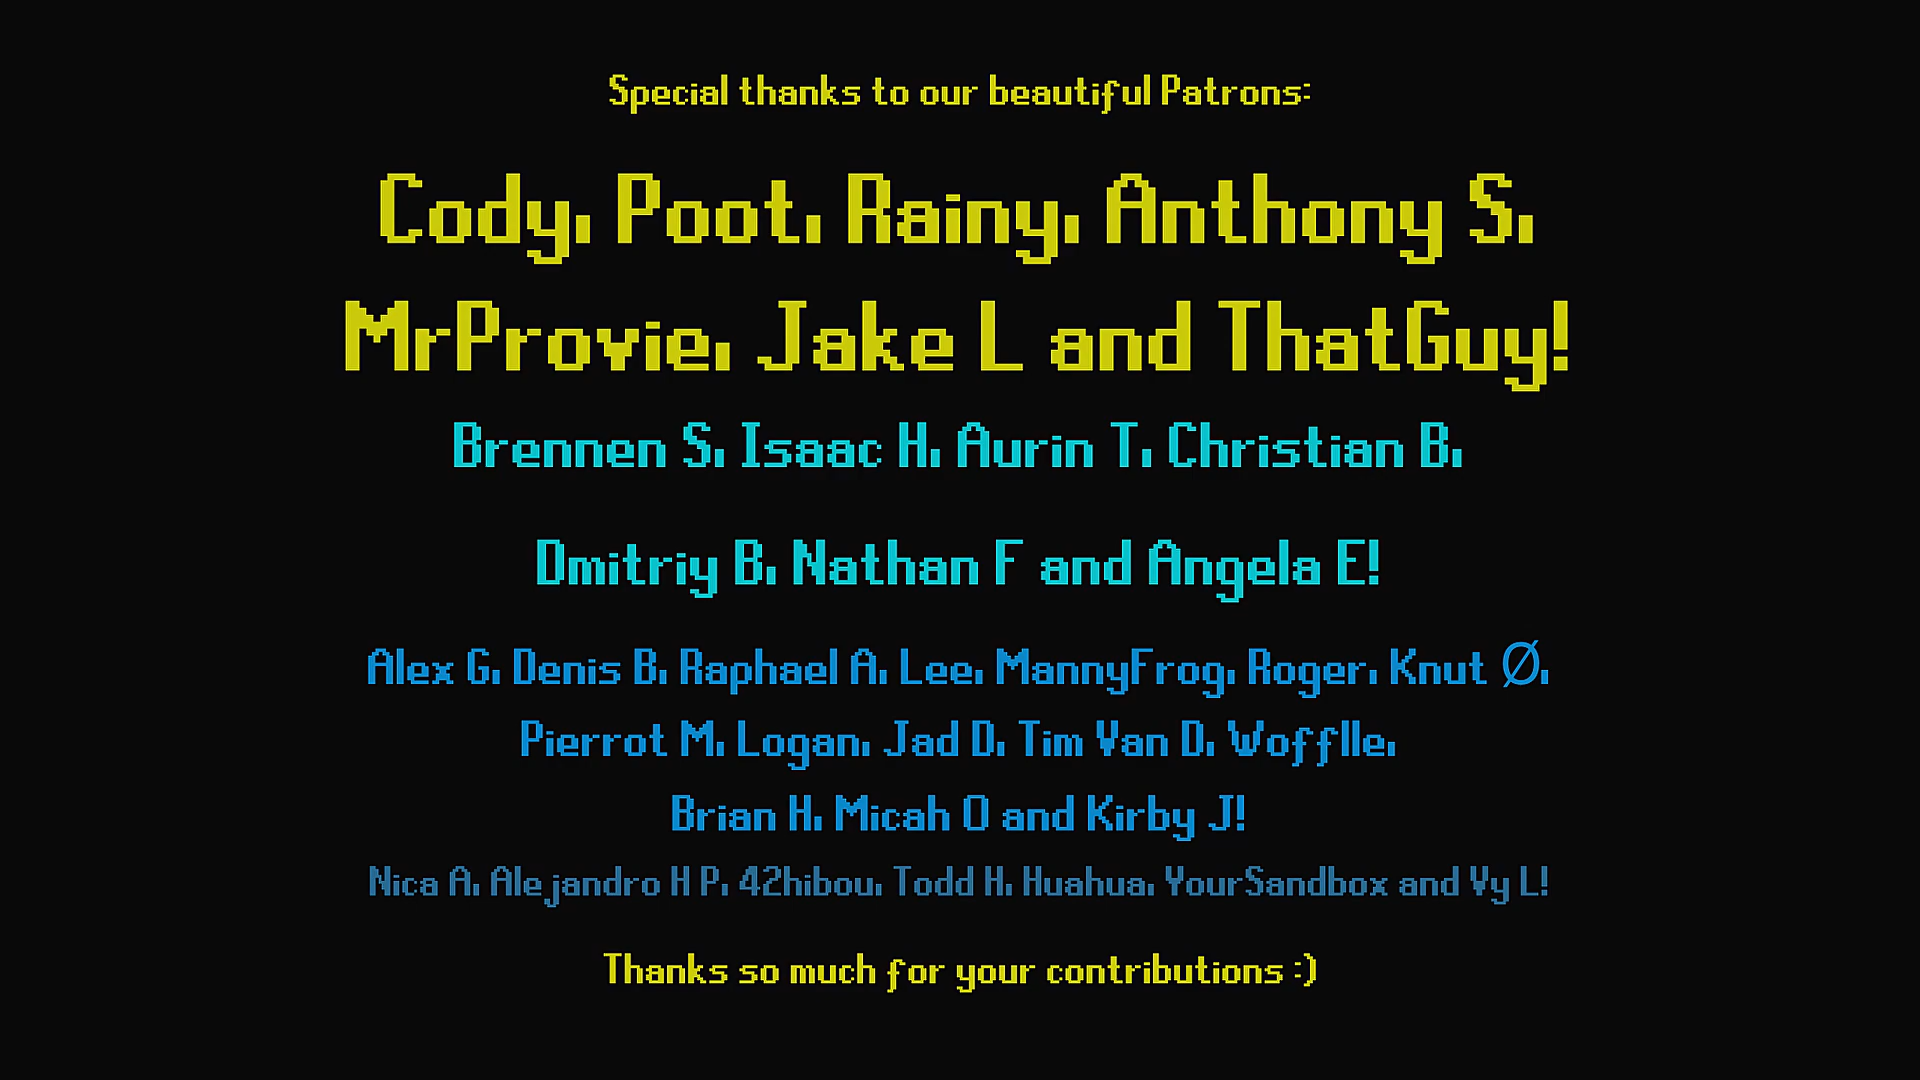 Special thanks to our beautiful Patrons:
Cody, Poot, Rainy, Anthony S,
MrProvie, Jake L and ThatGuy!
Brennen S, Isaac H, Aurin T, Christian B,
Dmitriy B, Nathan F and Angela E!
Alex G, Denis B, Raphael A, Lee, MannyFrog, Roger, Knut Ø,
Pierrot M, Logan, Jad D, Tim Van D, Wofflle,
Brian H, Micah O and Kirby J!
Nica A, Alejandro H P, 42hibou, Todd H, Huahua, YourSandbox and Vy L!
Thanks so much for your contributions :)